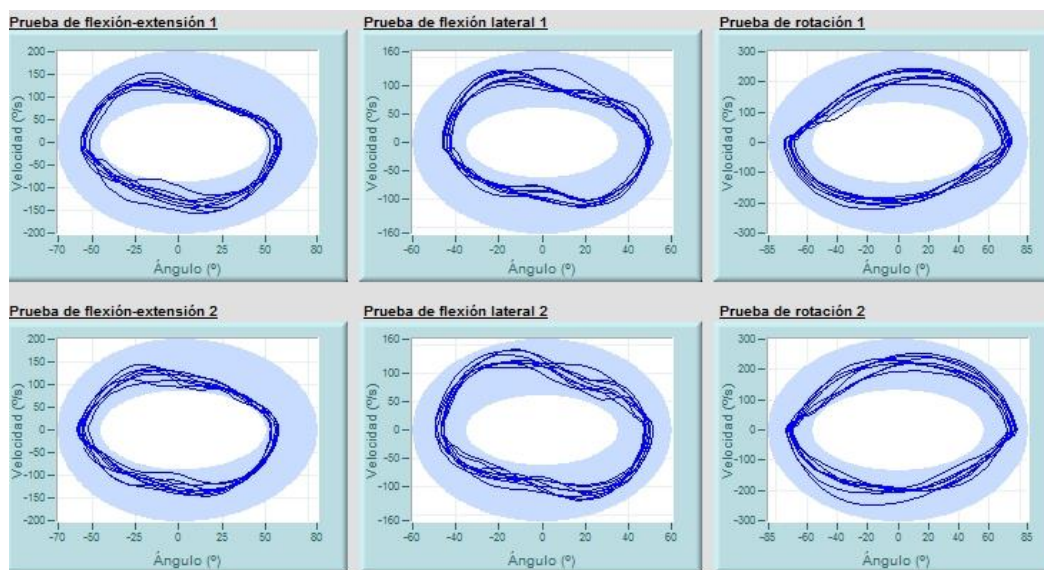 Prueba de flexión-extensión 1
Velocidad (º/s)
200
150
100
50
0
-50
-100
-150
-200
-70 -50 -25 0 25 50 80
Ángulo (º)
Prueba de flexión lateral 1
Velocidad (º/s)
160
100
60
0
-60
-100
-160
-60 -40 -20 0 20 40 60
Ángulo (º)
Prueba de rotación 1
Velocidad (º/s)
300
200
100
0
-100
-200
-300
-85 -60 -40 -20 0 20 40 60 85
Ángulo (º)
Prueba de flexión-extensión 2
Velocidad (º/s)
200
150
100
50
0
-50
-100
-150
-200
-70 -50 -25 0 25 50 80
Ángulo (º)
Prueba de flexión lateral 2
Velocidad (º/s)
160
100
60
0
-60
-100
-160
-60 -40 -20 0 20 40 60
Ángulo (º)
Prueba de rotación 2
Velocidad (º/s)
300
200
100
0
-100
-200
-300
-85 -60 -40 -20 0 20 40 60 85
Ángulo (º)